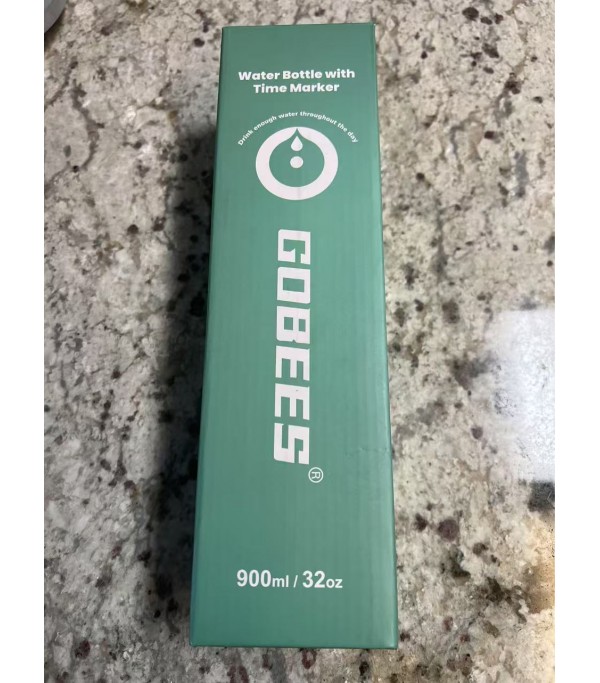 Water Bottle with
Time Marker
Drink enough water throughout the day
GOBEES®
900ml / 32oz